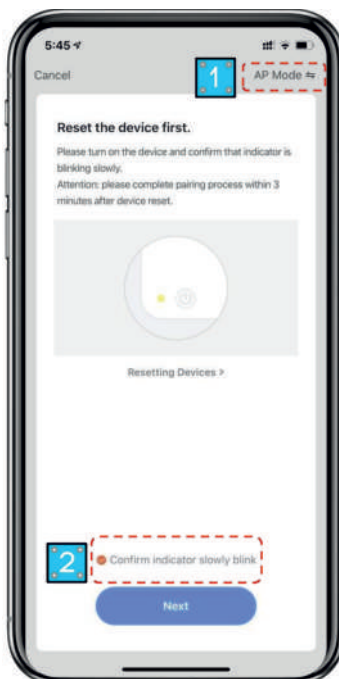 5:45
Cancel
1
AP Mode ⇆
Reset the device first.
Please turn on the device and confirm that indicator is
blinking slowly.
Attention: please complete pairing process within 3
minutes after device reset.
Resetting Devices >
2
Confirm indicator slowly blink
Next